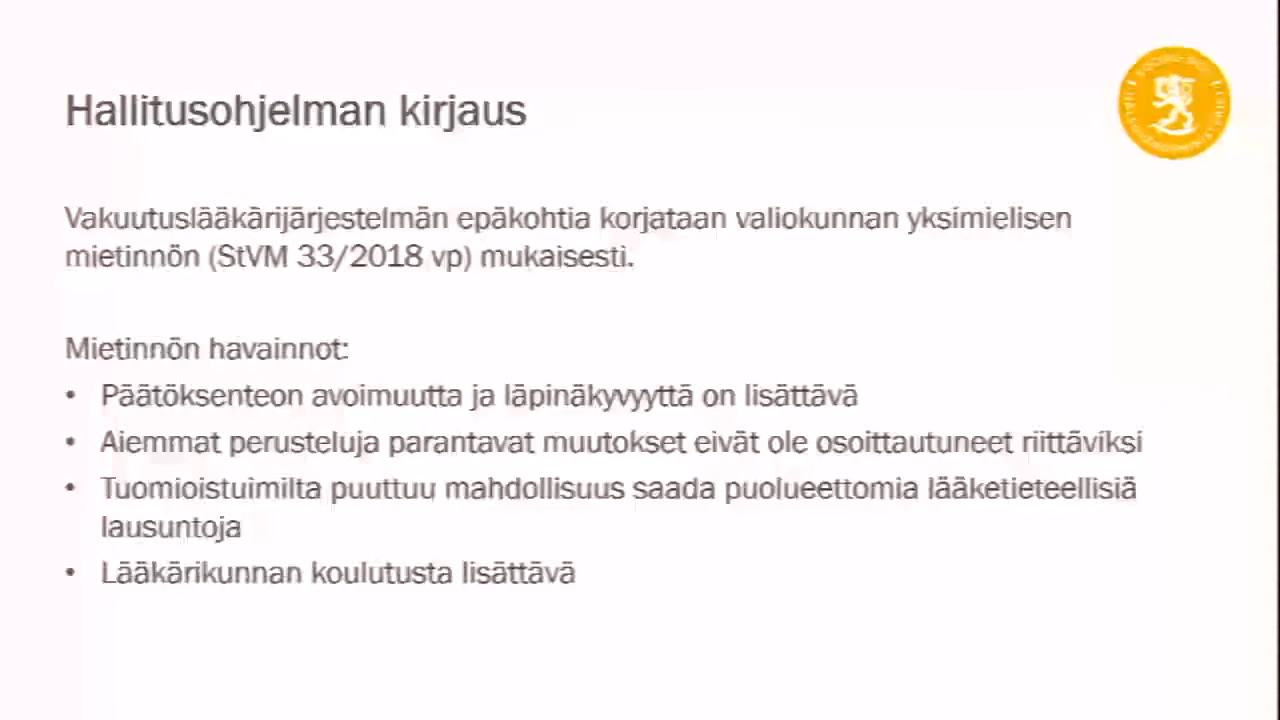 Hallitusohjelman kirjaus
Vakuutuslääkärijärjestelmän epäkohtia korjataan valiokunnan yksimielisen
mietinnön (StVM 33/2018 vp) mukaisesti.
Mietinnön havainnot:
• Päätöksenteon avoimuutta ja läpinäkyvyyttä on lisättävä
• Aiemmat perusteluja parantavat muutokset eivät ole osoittautuneet riittäviksi
• Tuomioistuimilta puuttuu mahdollisuus saada puolueettomia lääketieteellisiä
lausuntoja
• Lääkärikunnan koulutusta lisättävä